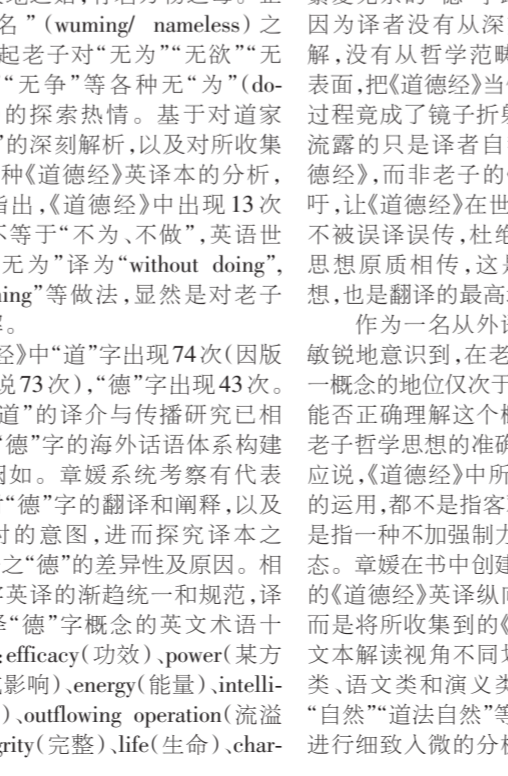 名”(wuming/ nameless)之
起老子对“无为”“无欲”“无
“无争”等各种无“为”(do-
的探索热情。基于对道家
”的深刻解析,以及对所收集
种《道德经》英译本的分析,
指出,《道德经》中出现13次
不等于“不为、不做”,英语世
无为”译为“without doing”,
ning”等做法,显然是对老子
。
经》中“道”字出现74次(因版
说73次),“德”字出现43次。
道”的译介与传播研究已相
“德”字的海外话语体系构建
阙如。章媛系统考察有代表
对“德”字的翻译和阐释,以及
时的意图,进而探究译本之
之“德”的差异性及原因。相
字英译的渐趋统一和规范,译
译“德”字概念的英文术语十
:efficacy(功效)、power(某方
影响)、energy(能量)、intelli-
)、outflowing operation(流溢
grity(完整)、life(生命)、char-
因为译者没有从深
解,没有从哲学范畴
表面,把《道德经》当
过程竟成了镜子折射
流露的只是译者自
德经》,而非老子的
吁,让《道德经》在世
不被误译误传,杜绝
思想原质相传,这是
想,也是翻译的最高
作为一名从外语
敏锐地意识到,在老
一概念的地位仅次于
能否正确理解这个概
老子哲学思想的准确
应说,《道德经》中所
的运用,都不是指客
是指一种不加强制力
态。章媛在书中创建
的《道德经》英译纵向
而是将所收集到的《
文本解读视角不同划
类、语文类和演义类
“自然”“道法自然”等
进行细致入微的分析